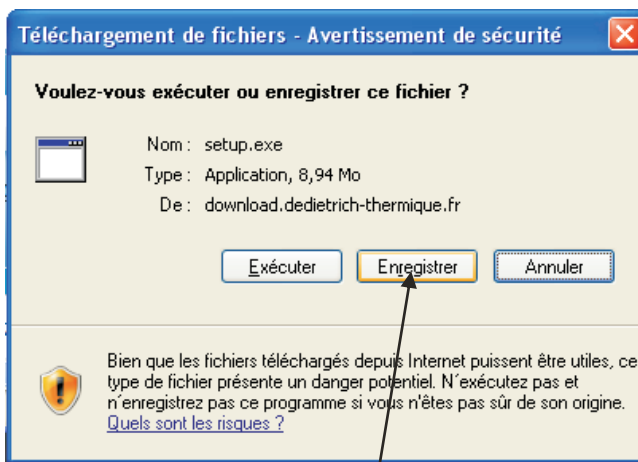 Téléchargement de fichiers - Avertissement de sécurité
Voulez-vous exécuter ou enregistrer ce fichier ?
Nom : setup.exe
Type : Application, 8,94 Mo
De : download.dedietrich-thermique.fr
Exécuter Enregistrer Annuler
Bien que les fichiers téléchargés depuis Internet puissent être utiles, ce
type de fichier présente un danger potentiel. N´exécutez pas et
n´enregistrez pas ce programme si vous n'êtes pas sûr de son origine.
Quels sont les risques ?